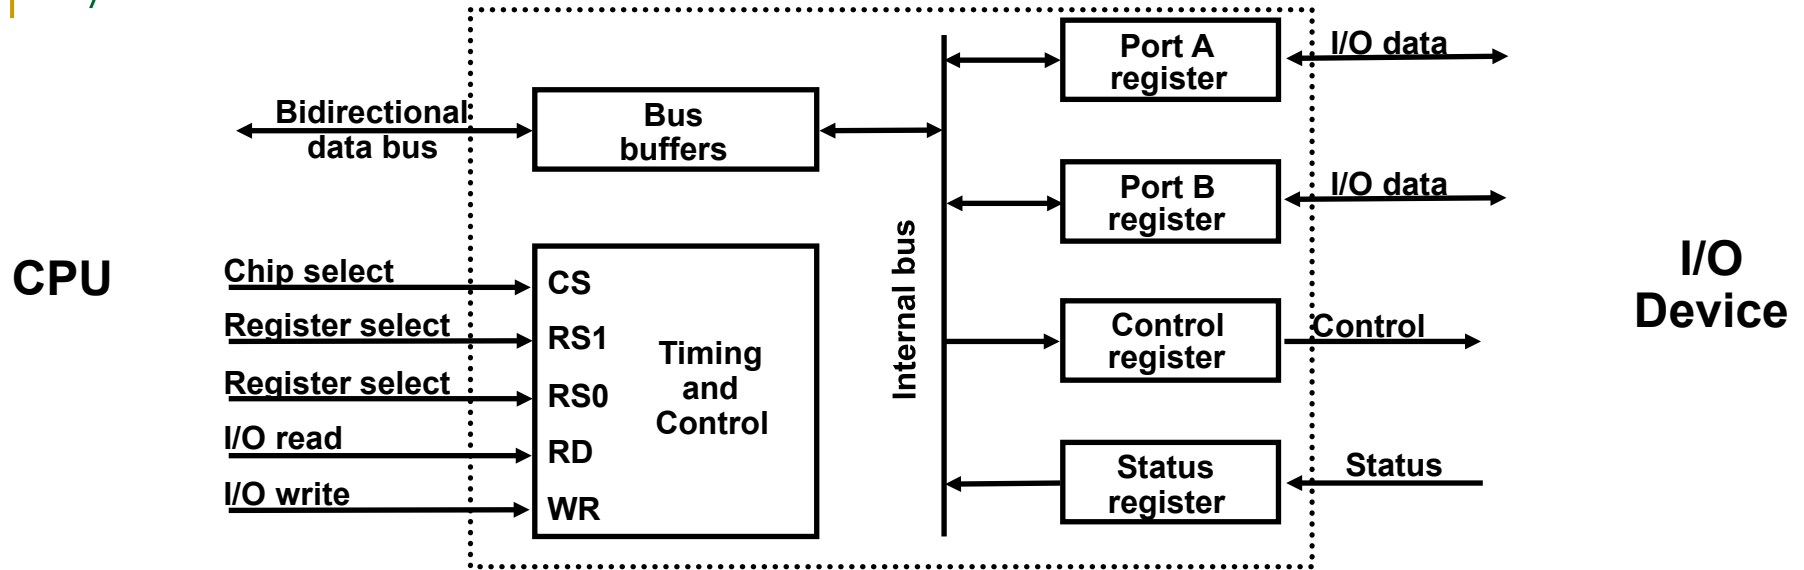 CPU
Bidirectional
data bus
Chip select
Register select
Register select
I/O read
I/O write
Bus
buffers
CS
RS1
RS0
RD
WR
Timing
and
Control
Internal bus
Port A
register
Port B
register
Control
register
Status
register
I/O data
I/O data
Control
Status
I/O
Device